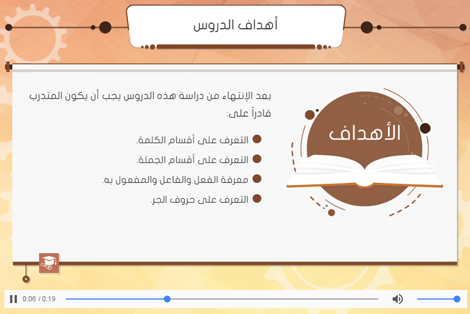 أهداف الدروس
بعد الإنتهاء من دراسة هذه الدروس يجب أن يكون المتدرب
قادراً على:
التعرف على أقسام الكلمة.
التعرف على أقسام الجملة.
معرفة الفعل والفاعل والمفعول به.
التعرف على حروف الجر.
الأهداف
0:06 / 0:19